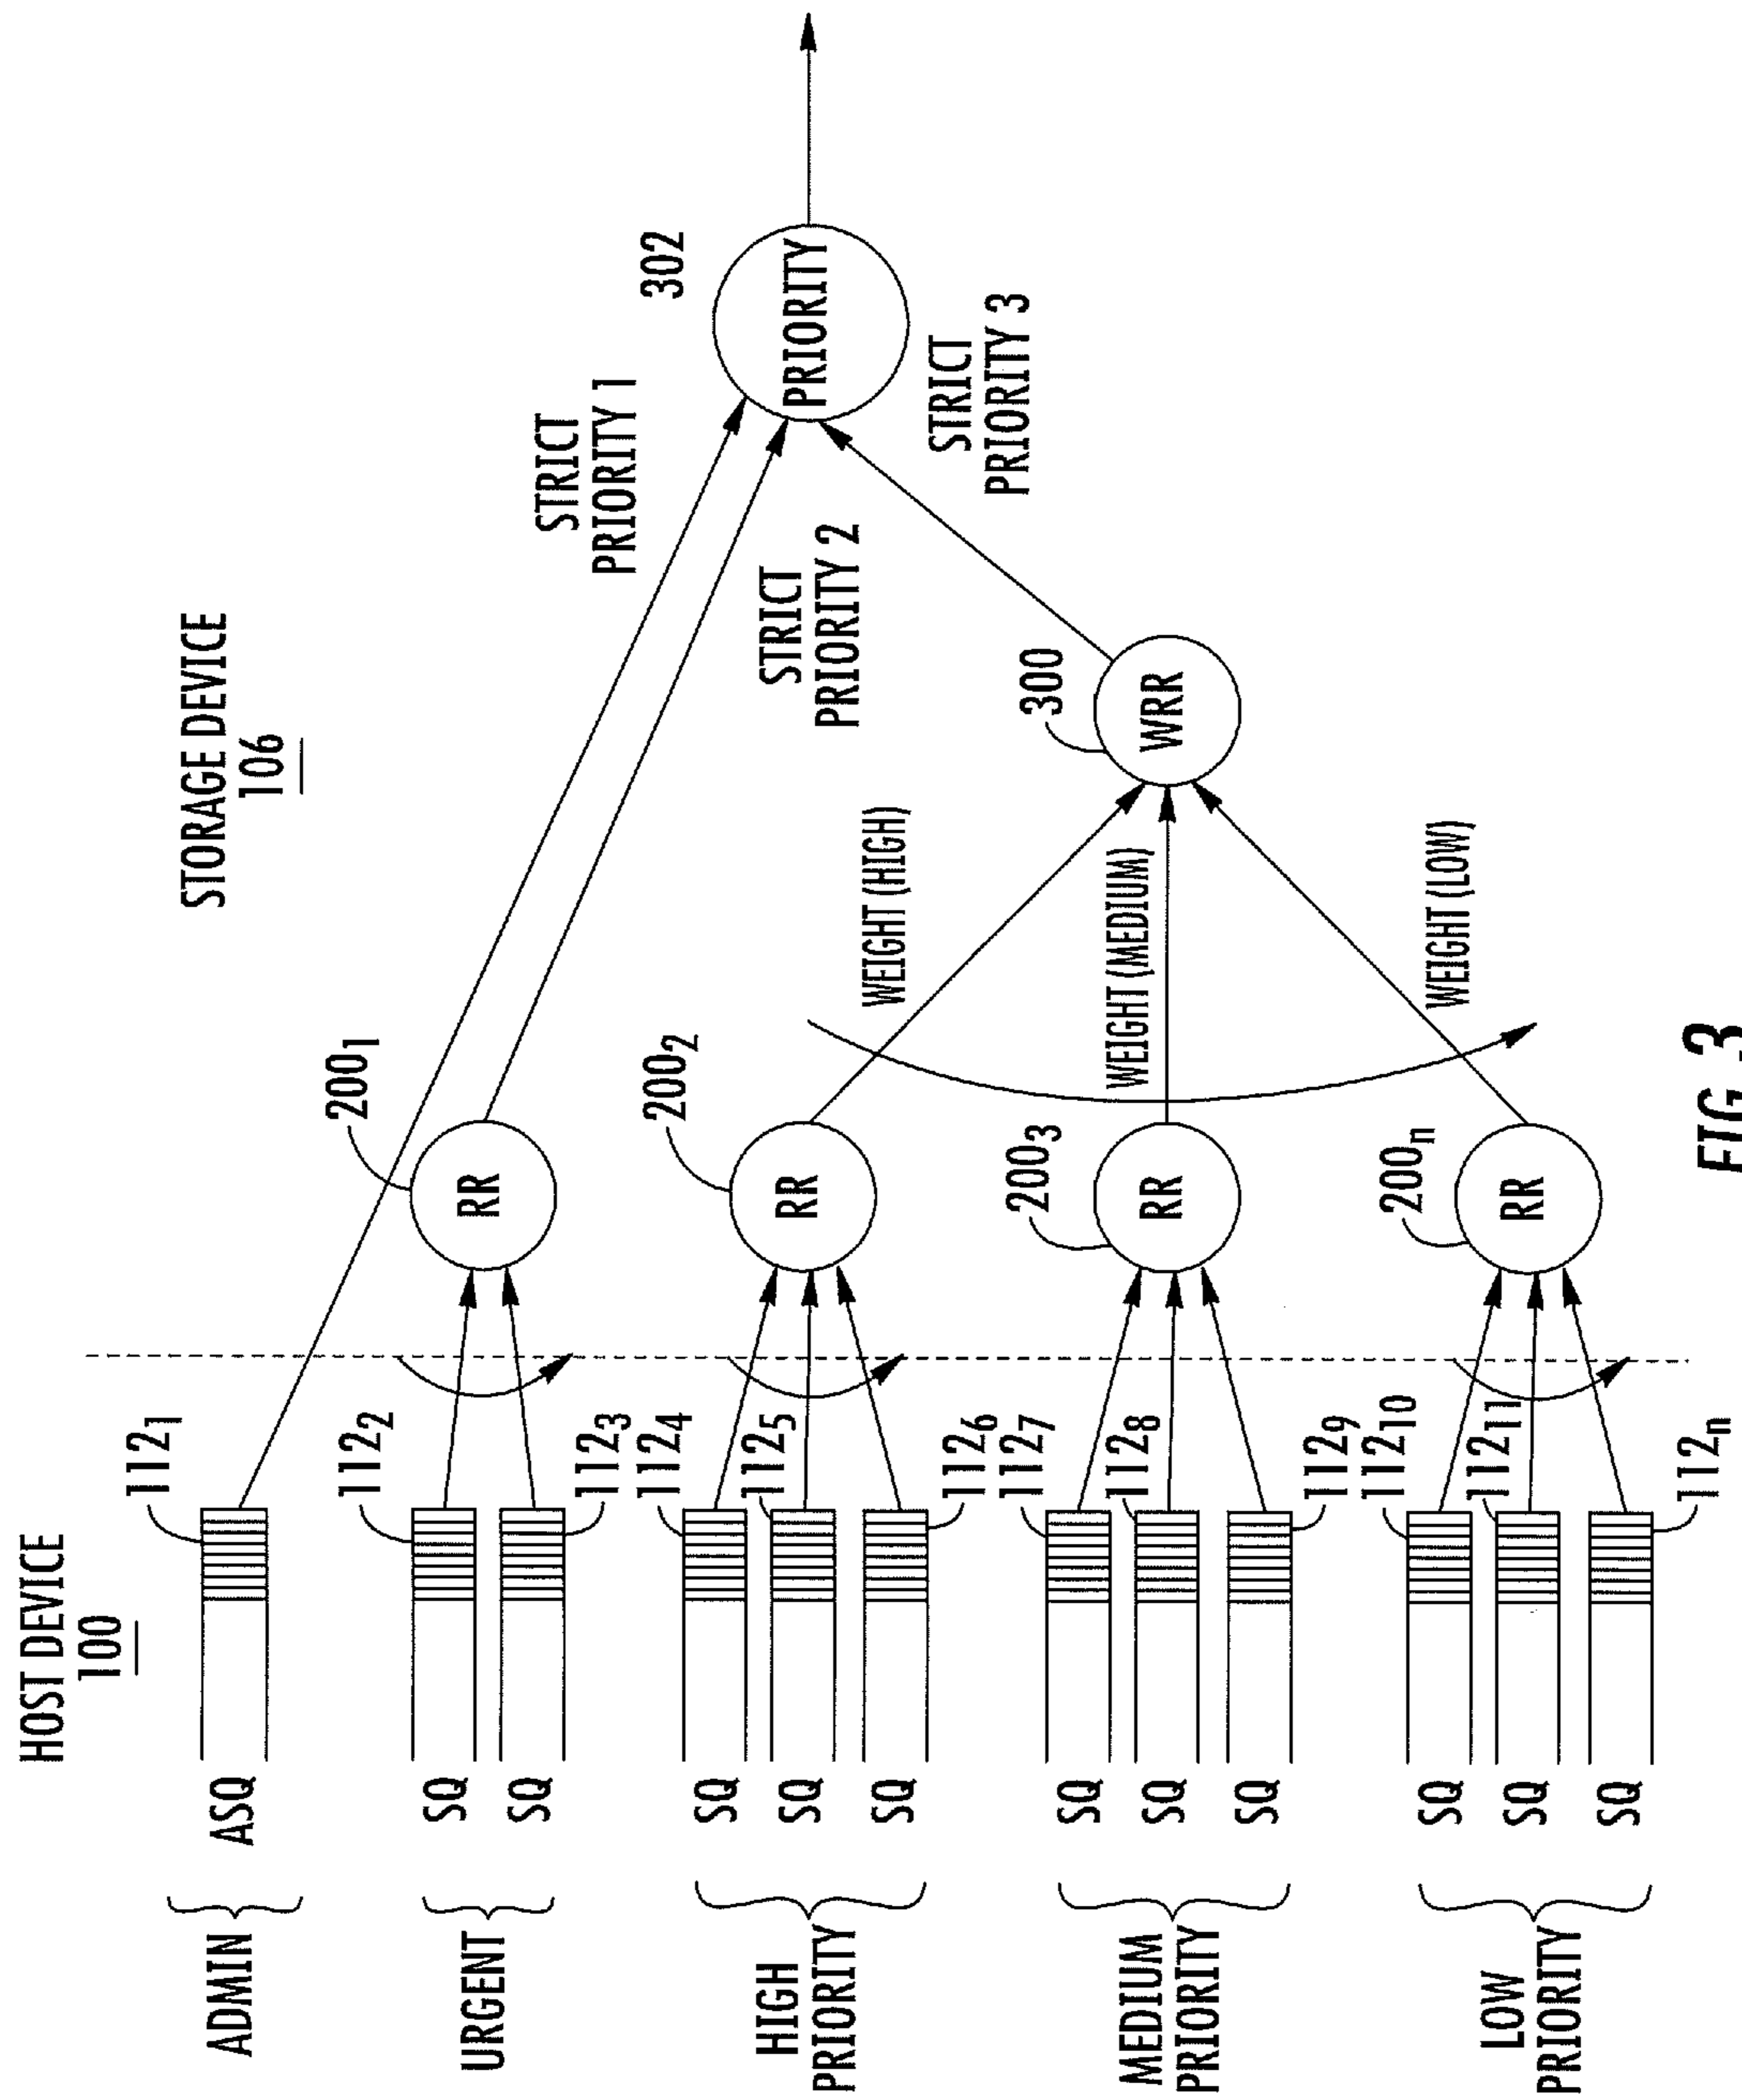 HOST DEVICE
100
STORAGE DEVICE
106
ADMIN
ASQ
112₁
STRICT
PRIORITY 1
URGENT
SQ
112₂
SQ
112₃
RR
200₁
STRICT
PRIORITY 2
302
PRIORITY
STRICT
PRIORITY 3
HIGH
PRIORITY
SQ
112₄
SQ
112₅
SQ
112₆
RR
200₂
WEIGHT (HIGH)
MEDIUM
PRIORITY
SQ
112₇
SQ
112₈
SQ
112₉
RR
200₃
WEIGHT (MEDIUM)
300
WRR
LOW
PRIORITY
SQ
112₁₀
SQ
112₁₁
SQ
112ₙ
RR
200ₙ
WEIGHT (LOW)
FIG. 3